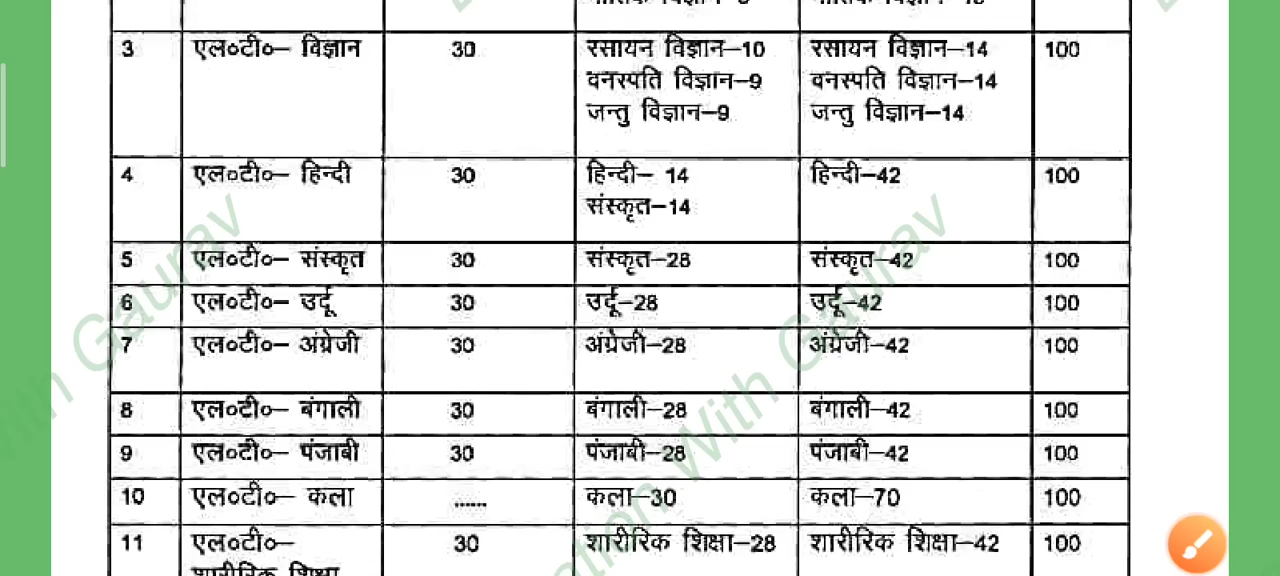 3 एल०टी०– विज्ञान 30 रसायन विज्ञान–10 रसायन विज्ञान–14 100
वनस्पति विज्ञान–9 वनस्पति विज्ञान–14
जन्तु विज्ञान–9 जन्तु विज्ञान–14
4 एल०टी०– हिन्दी 30 हिन्दी– 14 हिन्दी–42 100
संस्कृत–14
5 एल०टी०– संस्कृत 30 संस्कृत–28 संस्कृत–42 100
6 एल०टी०– उर्दू 30 उर्दू–28 उर्दू–42 100
7 एल०टी०– अंग्रेजी 30 अंग्रेजी–28 अंग्रेजी–42 100
8 एल०टी०– बंगाली 30 बंगाली–28 बंगाली–42 100
9 एल०टी०– पंजाबी 30 पंजाबी–28 पंजाबी–42 100
10 एल०टी०– कला ...... कला–30 कला–70 100
11 एल०टी०– 30 शारीरिक शिक्षा–28 शारीरिक शिक्षा–42 100
शारीरिक शिक्षा
With Gaurav
With Gaurav